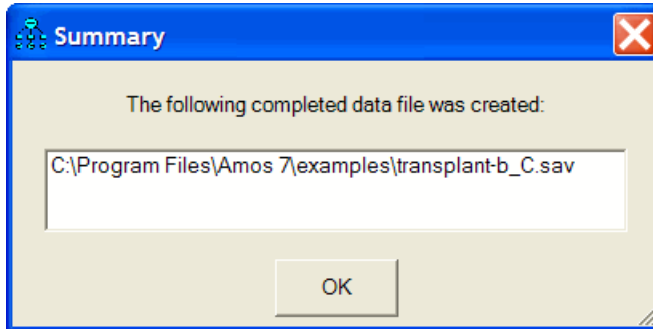 Summary
The following completed data file was created:
C:\Program Files\Amos 7\examples\transplant-b_C.sav
OK